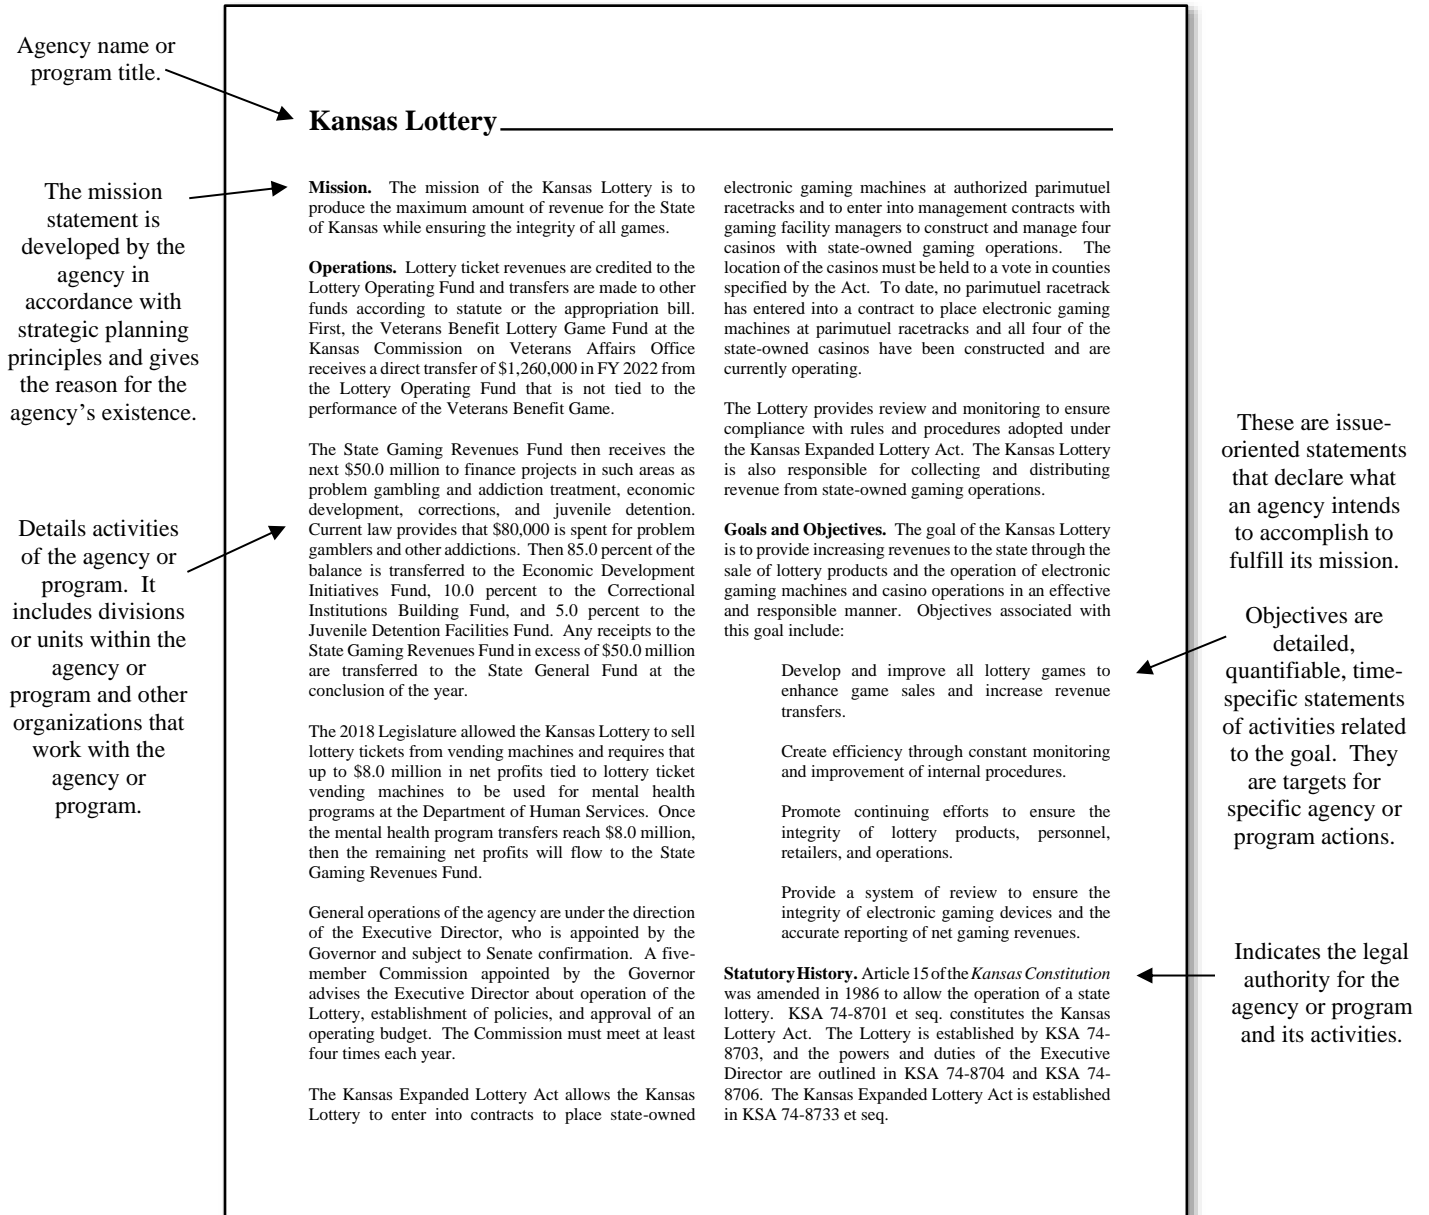 Agency name or
program title.
The mission
statement is
developed by the
agency in
accordance with
strategic planning
principles and gives
the reason for the
agency’s existence.
Details activities
of the agency or
program. It
includes divisions
or units within the
agency or
program and other
organizations that
work with the
agency or
program.
Kansas Lottery
Mission. The mission of the Kansas Lottery is to
produce the maximum amount of revenue for the State
of Kansas while ensuring the integrity of all games.
Operations. Lottery ticket revenues are credited to the
Lottery Operating Fund and transfers are made to other
funds according to statute or the appropriation bill.
First, the Veterans Benefit Lottery Game Fund at the
Kansas Commission on Veterans Affairs Office
receives a direct transfer of $1,260,000 in FY 2022 from
the Lottery Operating Fund that is not tied to the
performance of the Veterans Benefit Game.
The State Gaming Revenues Fund then receives the
next $50.0 million to finance projects in such areas as
problem gambling and addiction treatment, economic
development, corrections, and juvenile detention.
Current law provides that $80,000 is spent for problem
gamblers and other addictions. Then 85.0 percent of the
balance is transferred to the Economic Development
Initiatives Fund, 10.0 percent to the Correctional
Institutions Building Fund, and 5.0 percent to the
Juvenile Detention Facilities Fund. Any receipts to the
State Gaming Revenues Fund in excess of $50.0 million
are transferred to the State General Fund at the
conclusion of the year.
The 2018 Legislature allowed the Kansas Lottery to sell
lottery tickets from vending machines and requires that
up to $8.0 million in net profits tied to lottery ticket
vending machines to be used for mental health
programs at the Department of Human Services. Once
the mental health program transfers reach $8.0 million,
then the remaining net profits will flow to the State
Gaming Revenues Fund.
General operations of the agency are under the direction
of the Executive Director, who is appointed by the
Governor and subject to Senate confirmation. A five-
member Commission appointed by the Governor
advises the Executive Director about operation of the
Lottery, establishment of policies, and approval of an
operating budget. The Commission must meet at least
four times each year.
The Kansas Expanded Lottery Act allows the Kansas
Lottery to enter into contracts to place state-owned
electronic gaming machines at authorized parimutuel
racetracks and to enter into management contracts with
gaming facility managers to construct and manage four
casinos with state-owned gaming operations. The
location of the casinos must be held to a vote in counties
specified by the Act. To date, no parimutuel racetrack
has entered into a contract to place electronic gaming
machines at parimutuel racetracks and all four of the
state-owned casinos have been constructed and are
currently operating.
The Lottery provides review and monitoring to ensure
compliance with rules and procedures adopted under
the Kansas Expanded Lottery Act. The Kansas Lottery
is also responsible for collecting and distributing
revenue from state-owned gaming operations.
Goals and Objectives. The goal of the Kansas Lottery
is to provide increasing revenues to the state through the
sale of lottery products and the operation of electronic
gaming machines and casino operations in an effective
and responsible manner. Objectives associated with
this goal include:
Develop and improve all lottery games to
enhance game sales and increase revenue
transfers.
Create efficiency through constant monitoring
and improvement of internal procedures.
Promote continuing efforts to ensure the
integrity of lottery products, personnel,
retailers, and operations.
Provide a system of review to ensure the
integrity of electronic gaming devices and the
accurate reporting of net gaming revenues.
Statutory History. Article 15 of the Kansas Constitution
was amended in 1986 to allow the operation of a state
lottery. KSA 74-8701 et seq. constitutes the Kansas
Lottery Act. The Lottery is established by KSA 74-
8703, and the powers and duties of the Executive
Director are outlined in KSA 74-8704 and KSA 74-
8706. The Kansas Expanded Lottery Act is established
in KSA 74-8733 et seq.
These are issue-
oriented statements
that declare what
an agency intends
to accomplish to
fulfill its mission.
Objectives are
detailed,
quantifiable, time-
specific statements
of activities related
to the goal. They
are targets for
specific agency or
program actions.
Indicates the legal
authority for the
agency or program
and its activities.